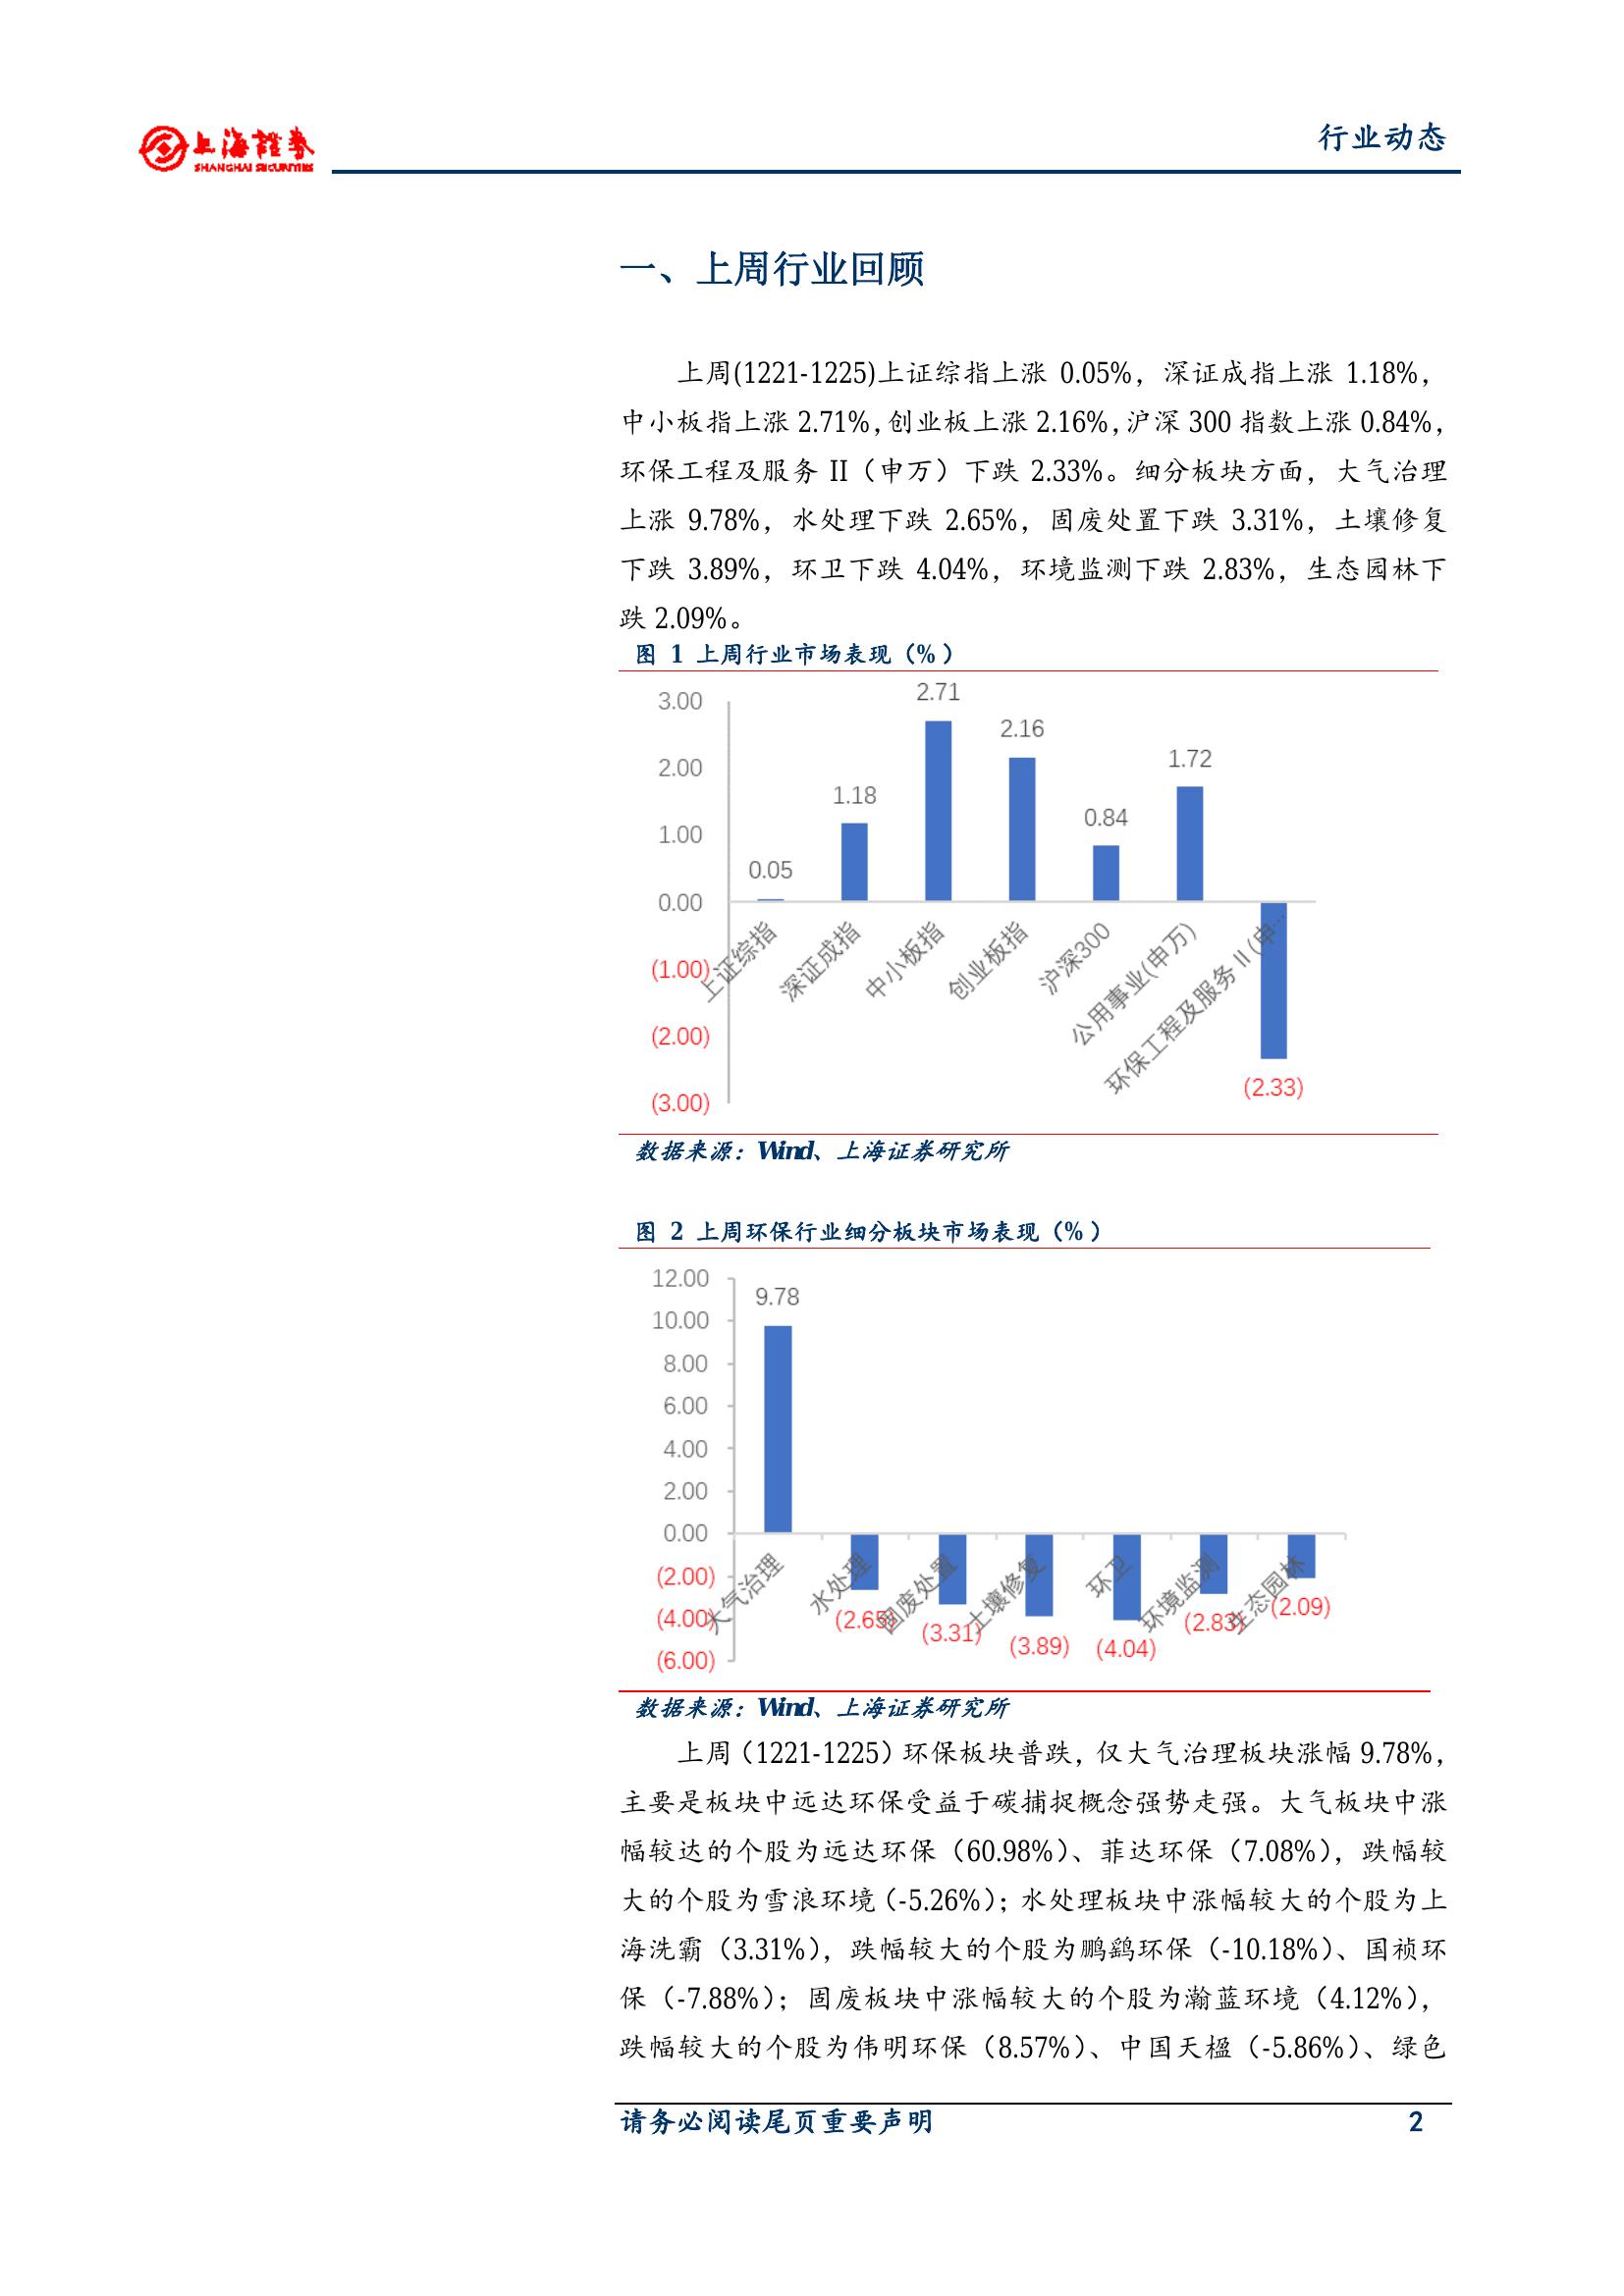 上海證券
SHANGHAI SECURITIES
行业动态
一、上周行业回顾
上周(1221-1225)上证综指上涨 0.05%，深证成指上涨 1.18%，
中小板指上涨 2.71%，创业板上涨 2.16%，沪深 300 指数上涨 0.84%，
环保工程及服务 II（申万）下跌 2.33%。细分板块方面，大气治理
上涨 9.78%，水处理下跌 2.65%，固废处置下跌 3.31%，土壤修复
下跌 3.89%，环卫下跌 4.04%，环境监测下跌 2.83%，生态园林下
跌 2.09%。
图 1 上周行业市场表现（%）
3.00
2.00
1.00
0.00
(1.00)
(2.00)
(3.00)
0.05
1.18
2.71
2.16
0.84
1.72
(2.33)
上证综指
深证成指
中小板指
创业板指
沪深300
公用事业(申万)
环保工程及服务Ⅱ(申…
数据来源：Wind、上海证券研究所
图 2 上周环保行业细分板块市场表现（%）
12.00
10.00
8.00
6.00
4.00
2.00
0.00
(2.00)
(4.00)
(6.00)
9.78
(2.65)
(3.31)
(3.89)
(4.04)
(2.83)
(2.09)
大气治理
水处理
固废处置
土壤修复
环卫
环境监测
生态园林
数据来源：Wind、上海证券研究所
上周（1221-1225）环保板块普跌，仅大气治理板块涨幅 9.78%，
主要是板块中远达环保受益于碳捕捉概念强势走强。大气板块中涨
幅较达的个股为远达环保（60.98%）、菲达环保（7.08%），跌幅较
大的个股为雪浪环境（-5.26%）；水处理板块中涨幅较大的个股为上
海洗霸（3.31%），跌幅较大的个股为鹏鹞环保（-10.18%）、国祯环
保（-7.88%）；固废板块中涨幅较大的个股为瀚蓝环境（4.12%），
跌幅较大的个股为伟明环保（8.57%）、中国天楹（-5.86%）、绿色
请务必阅读尾页重要声明
2